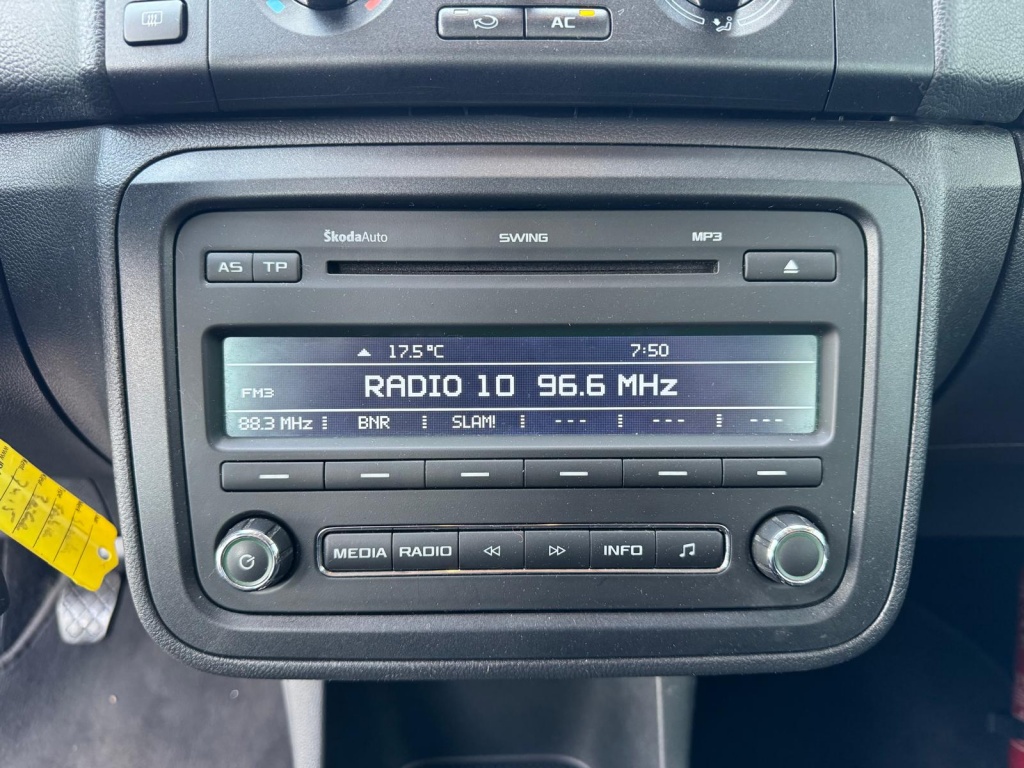 AC
ŠkodaAuto SWING MP3
AS TP
17.5°C 7:50
FM3 RADIO 10 96.6 MHz
88.3 MHz BNR SLAM! --- --- ---
MEDIA RADIO INFO